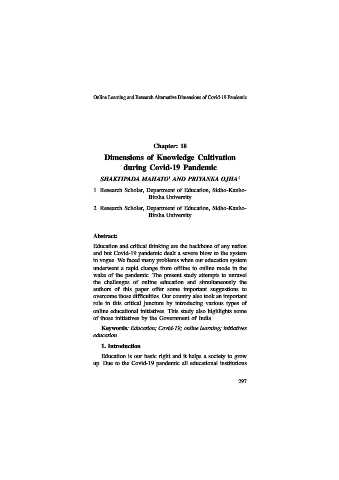 Online Learning and Research Alternative Dimensions of Covid-19 Pandemic
Chapter: 18
Dimensions of Knowledge Cultivation
during Covid-19 Pandemic
SHAKTIPADA MAHATO¹ AND PRIYANKA OJHA²
1 Research Scholar, Department of Education, Sidho-Kanho-
Birsha University
2 Research Scholar, Department of Education, Sidho-Kanho-
Birsha University
Abstract:
Education and critical thinking are the backbone of any nation
and but Covid-19 pandemic dealt a severe blow to the system
in vogue. We faced many problems when our education system
underwent a rapid change from offline to online mode in the
wake of the pandemic. The present study attempts to unravel
the challenges of online education and simultaneously the
authors of this paper offer some important suggestions to
overcome those difficulties. Our country also took an important
role in this critical juncture by introducing various types of
online educational initiatives. This study also highlights some
of those initiatives by the Government of India
Keywords: Education; Covid-19; online learning; initiatives
education
1. Introduction
Education is our basic right and it helps a society to grow
up. Due to the Covid-19 pandemic all educational institutions
297